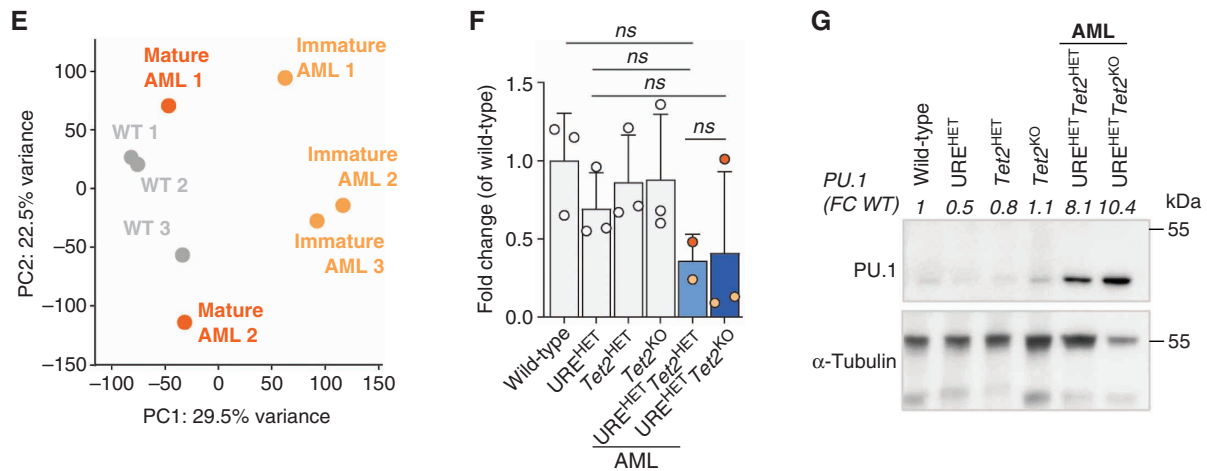 E
Mature
AML 1
Immature
AML 1
WT 1
WT 2
Immature
AML 2
WT 3
Immature
AML 3
Mature
AML 2
100
50
0
−50
−100
−150
−100
−50
0
50
100
150
PC2: 22.5% variance
PC1: 29.5% variance
F
ns
ns
ns
ns
1.5
1.0
0.5
0.0
Fold change (of wild-type)
Wild-type
URE^HET
Tet2^HET
Tet2^KO
URE^HET Tet2^HET
URE^HET Tet2^KO
AML
G
AML
Wild-type
URE^HET
Tet2^HET
Tet2^KO
URE^HET Tet2^HET
URE^HET Tet2^KO
PU.1
(FC WT) 1 0.5 0.8 1.1 8.1 10.4 kDa
55
PU.1
55
α-Tubulin